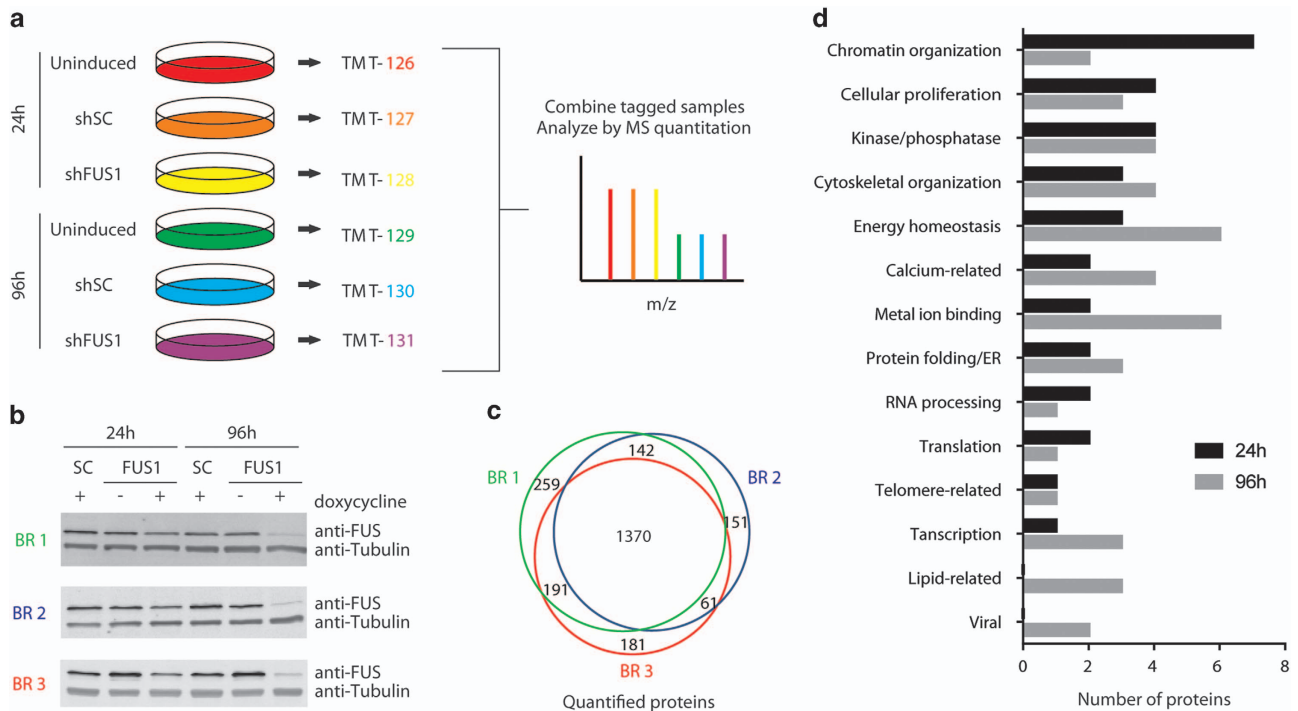 a
24h
Uninduced
TMT-126
shSC
TMT-127
shFUS1
TMT-128
96h
Uninduced
TMT-129
shSC
TMT-130
shFUS1
TMT-131
Combine tagged samples
Analyze by MS quantitation
m/z
b
24h 96h
SC FUS1 SC FUS1
+ - + + - + doxycycline
BR 1
anti-FUS
anti-Tubulin
BR 2
anti-FUS
anti-Tubulin
BR 3
anti-FUS
anti-Tubulin
c
BR 1
BR 2
BR 3
142
259
151
1370
191
61
181
Quantified proteins
d
Chromatin organization
Cellular proliferation
Kinase/phosphatase
Cytoskeletal organization
Energy homeostasis
Calcium-related
Metal ion binding
Protein folding/ER
RNA processing
Translation
Telomere-related
Tanscription
Lipid-related
Viral
24h
96h
0 2 4 6 8
Number of proteins